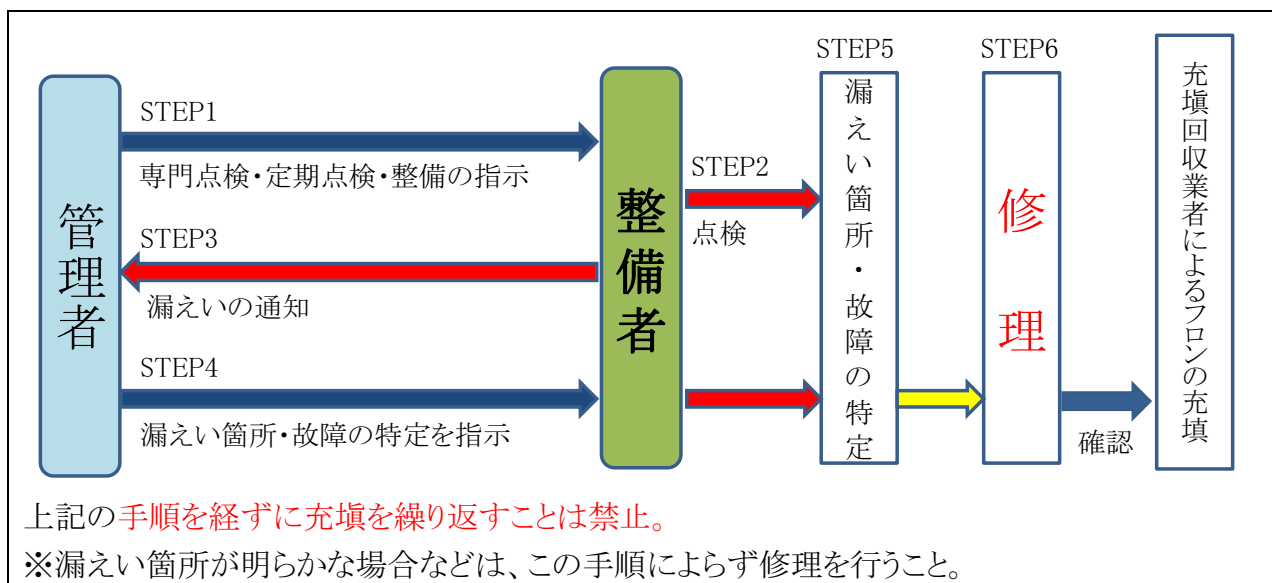 管理者
STEP1
専門点検・定期点検・整備の指示
STEP3
漏えいの通知
STEP4
漏えい箇所・故障の特定を指示
整備者
STEP2
点検
STEP5
漏えい箇所・故障の特定
STEP6
修理
確認
充塡回収業者によるフロンの充填
上記の手順を経ずに充塡を繰り返すことは禁止。
※漏えい箇所が明らかな場合などは、この手順によらず修理を行うこと。